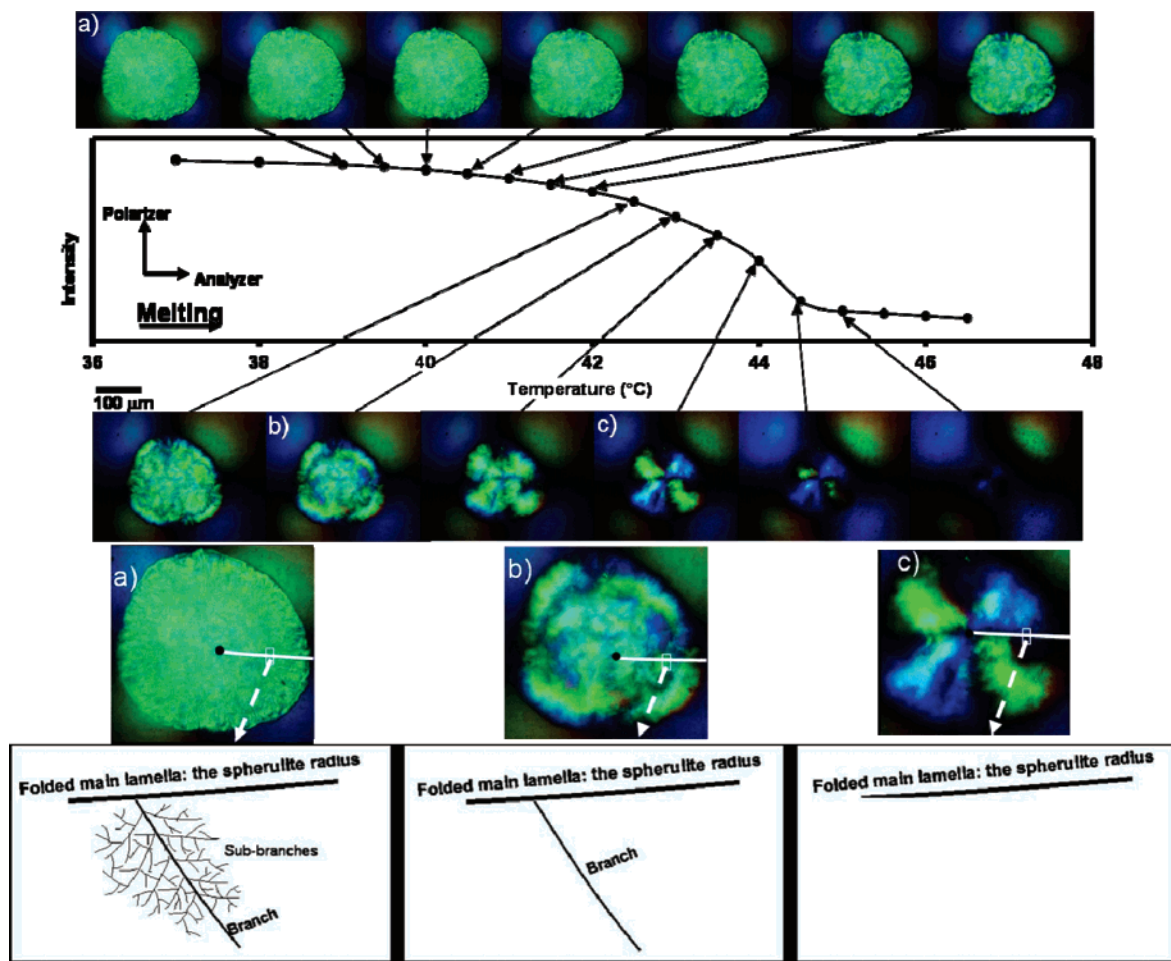 a)
Intensity
Polarizer
Analyzer
Melting
36 38 40 42 44 46 48
Temperature (°C)
100 µm
b) c)
a) b) c)
Folded main lamella: the spherulite radius
Sub-branches
Branch
Folded main lamella: the spherulite radius
Branch
Folded main lamella: the spherulite radius